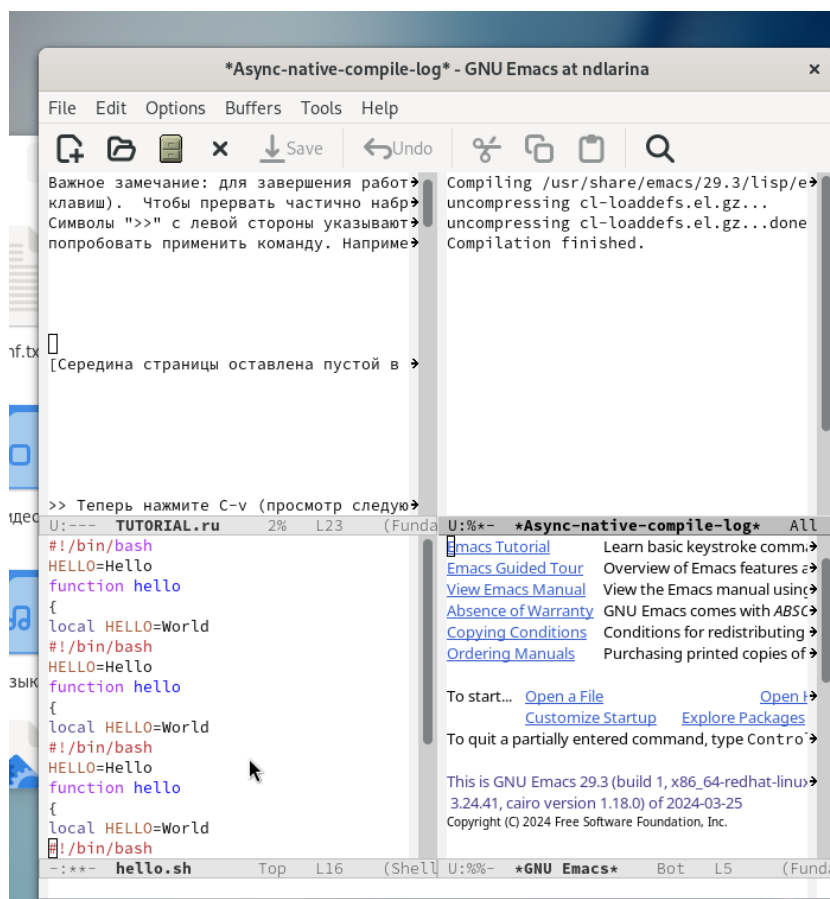 *Async-native-compile-log* - GNU Emacs at ndlarina
File Edit Options Buffers Tools Help
Save Undo
Важное замечание: для завершения работ
клавиш). Чтобы прервать частично набр
Символы ">>" с левой стороны указывают
попробовать применить команду. Наприме
[Середина страницы оставлена пустой в
>> Теперь нажмите C-v (просмотр следую
U:--- TUTORIAL.ru 2% L23 (Funda
Compiling /usr/share/emacs/29.3/lisp/e
uncompressing cl-loaddefs.el.gz...
uncompressing cl-loaddefs.el.gz...done
Compilation finished.
U:%*- *Async-native-compile-log* All
#!/bin/bash
HELLO=Hello
function hello
{
local HELLO=World
#!/bin/bash
HELLO=Hello
function hello
{
local HELLO=World
#!/bin/bash
HELLO=Hello
function hello
{
local HELLO=World
#!/bin/bash
-:**- hello.sh Top L16 (Shell
Emacs Tutorial Learn basic keystroke comm
Emacs Guided Tour Overview of Emacs features
View Emacs Manual View the Emacs manual using
Absence of Warranty GNU Emacs comes with ABSO
Copying Conditions Conditions for redistributing
Ordering Manuals Purchasing printed copies of
To start... Open a File Open H
Customize Startup Explore Packages
To quit a partially entered command, type Contro
This is GNU Emacs 29.3 (build 1, x86_64-redhat-linux
3.24.41, cairo version 1.18.0) of 2024-03-25
Copyright (C) 2024 Free Software Foundation, Inc.
U:%%- *GNU Emacs* Bot L5 (Funda
nf.tx
идео
зык